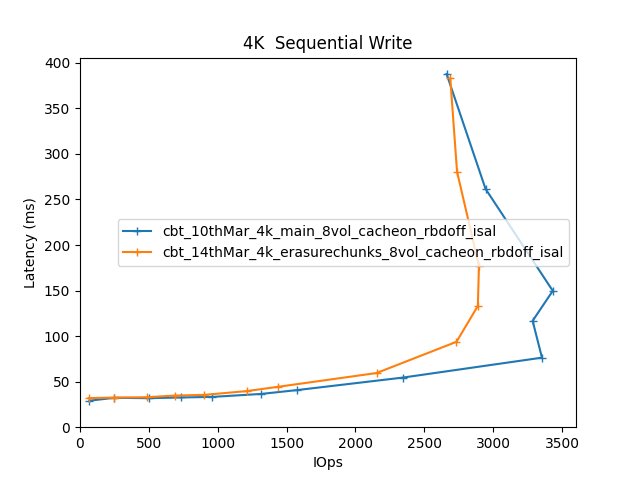 4K  Sequential Write
400
350
300
250
200
150
100
50
0
Latency (ms)
cbt_10thMar_4k_main_8vol_cacheon_rbdoff_isal
cbt_14thMar_4k_erasurechunks_8vol_cacheon_rbdoff_isal
0 500 1000 1500 2000 2500 3000 3500
IOps